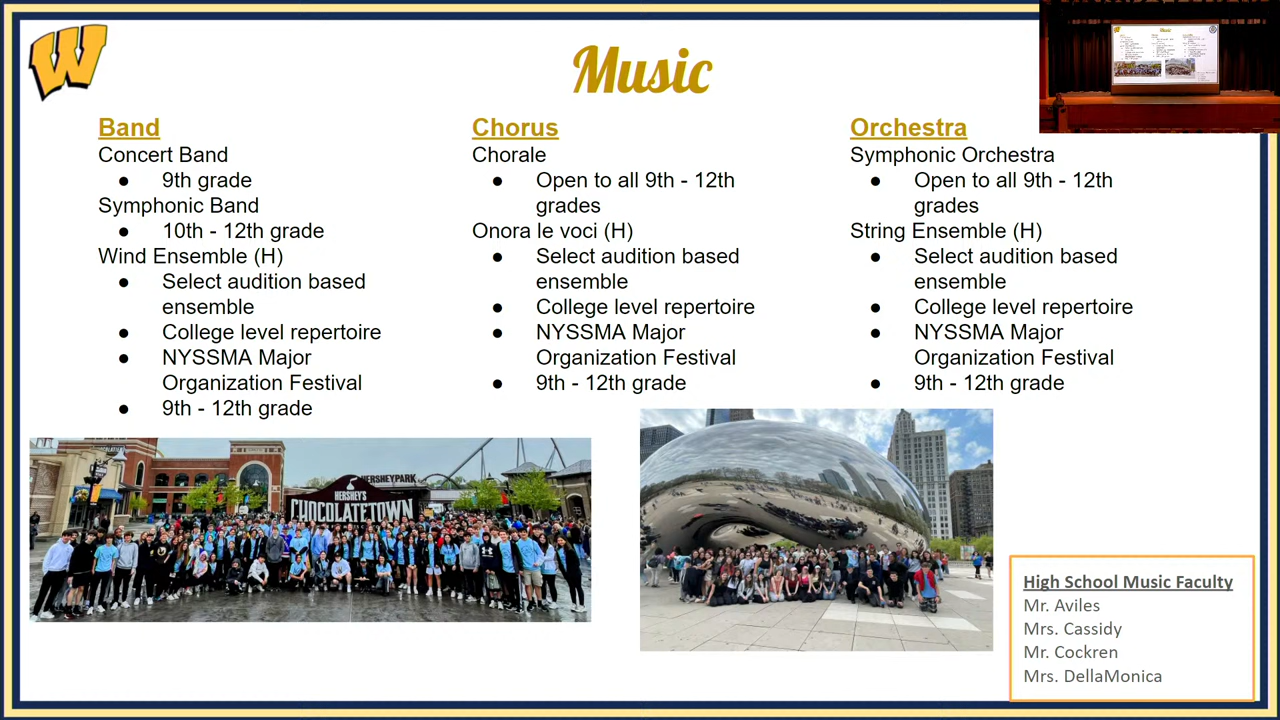 W
Music
Band
Concert Band
● 9th grade
Symphonic Band
● 10th - 12th grade
Wind Ensemble (H)
● Select audition based
ensemble
● College level repertoire
● NYSSMA Major
Organization Festival
● 9th - 12th grade
Chorus
Chorale
● Open to all 9th - 12th
grades
Onora le voci (H)
● Select audition based
ensemble
● College level repertoire
● NYSSMA Major
Organization Festival
● 9th - 12th grade
Orchestra
Symphonic Orchestra
● Open to all 9th - 12th
grades
String Ensemble (H)
● Select audition based
ensemble
● College level repertoire
● NYSSMA Major
Organization Festival
● 9th - 12th grade
HERSHEYPARK
HERSHEY'S
CHOCOLATETOWN
High School Music Faculty
Mr. Aviles
Mrs. Cassidy
Mr. Cockren
Mrs. DellaMonica